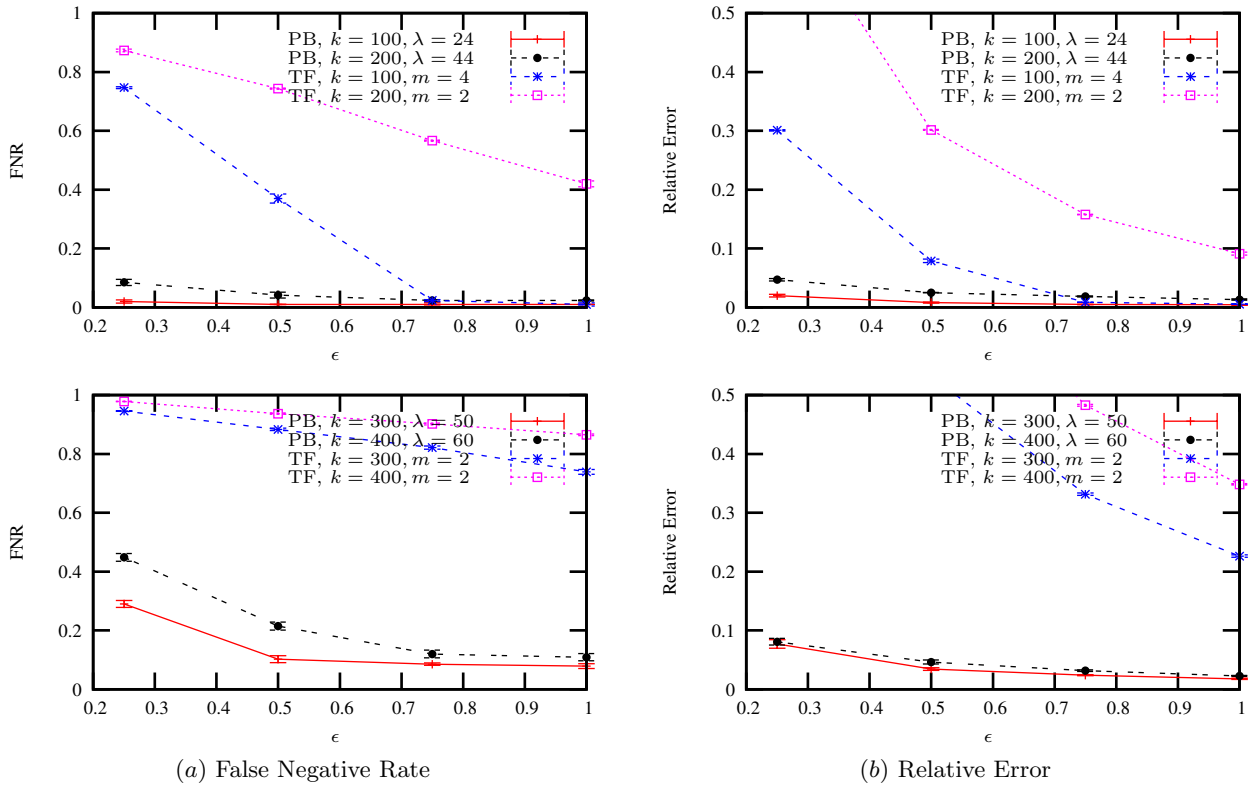 FNR
1
0.8
0.6
0.4
0.2
0
PB, k = 100, λ = 24
PB, k = 200, λ = 44
TF, k = 100, m = 4
TF, k = 200, m = 2
0.2 0.3 0.4 0.5 0.6 0.7 0.8 0.9 1
ϵ
Relative Error
0.5
0.4
0.3
0.2
0.1
0
PB, k = 100, λ = 24
PB, k = 200, λ = 44
TF, k = 100, m = 4
TF, k = 200, m = 2
0.2 0.3 0.4 0.5 0.6 0.7 0.8 0.9 1
ϵ
FNR
1
0.8
0.6
0.4
0.2
0
PB, k = 300, λ = 50
PB, k = 400, λ = 60
TF, k = 300, m = 2
TF, k = 400, m = 2
0.2 0.3 0.4 0.5 0.6 0.7 0.8 0.9 1
ϵ
Relative Error
0.5
0.4
0.3
0.2
0.1
0
PB, k = 300, λ = 50
PB, k = 400, λ = 60
TF, k = 300, m = 2
TF, k = 400, m = 2
0.2 0.3 0.4 0.5 0.6 0.7 0.8 0.9 1
ϵ
(a) False Negative Rate
(b) Relative Error